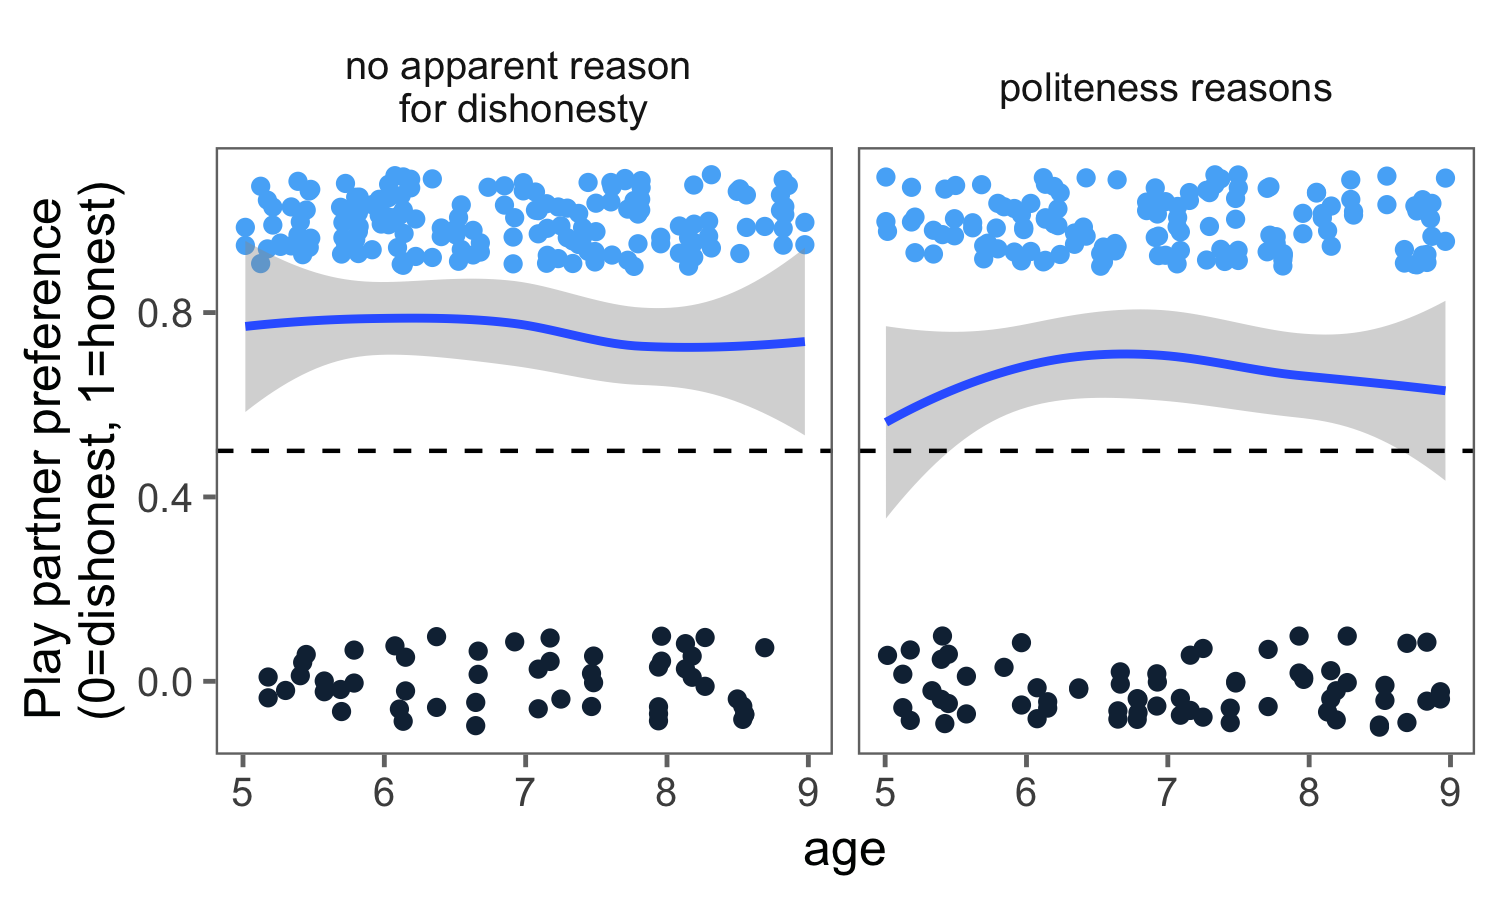 no apparent reason
for dishonesty
politeness reasons
Play partner preference
(0=dishonest, 1=honest)
0.8
0.4
0.0
5 6 7 8 9
5 6 7 8 9
age